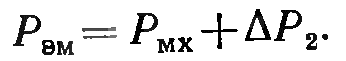 Pэм = Pмх + ΔP₂.